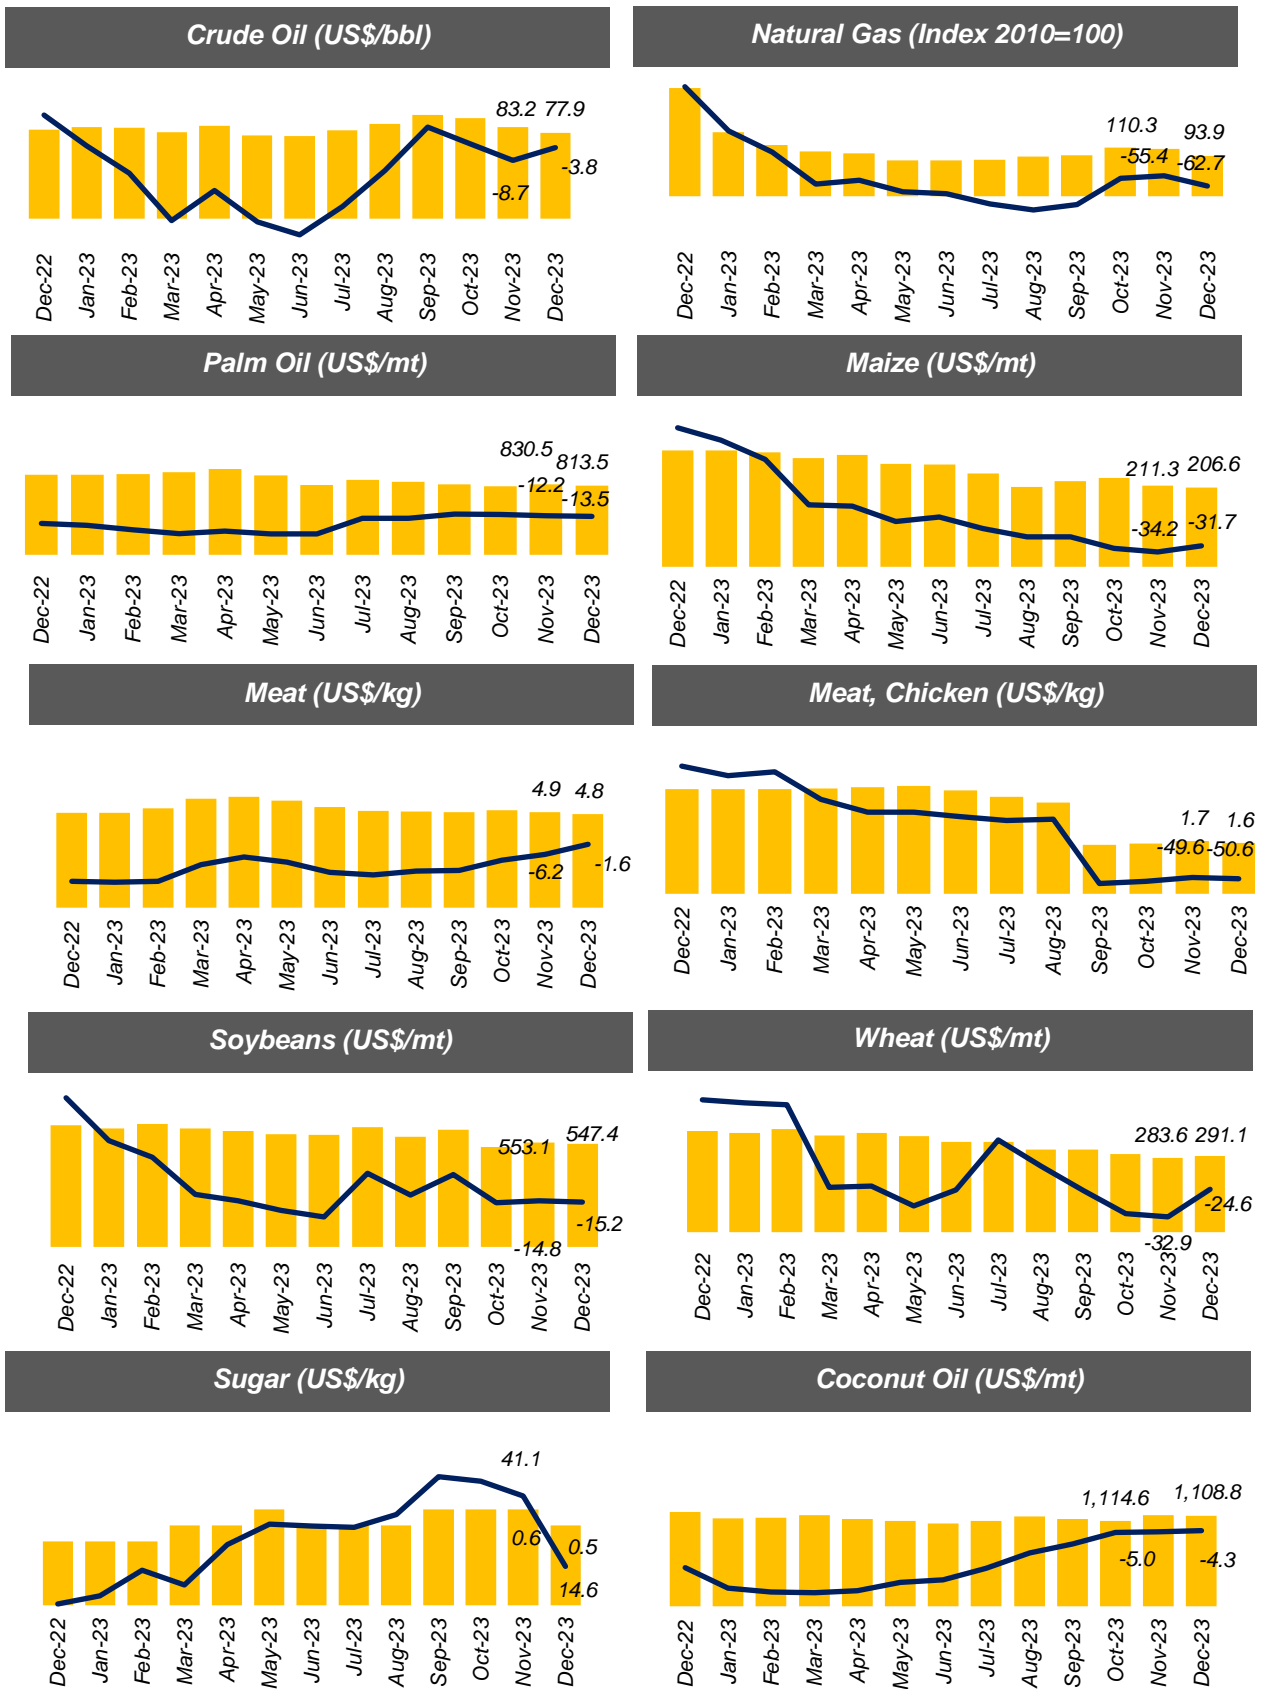 Crude Oil (US$/bbl)
Natural Gas (Index 2010=100)
83.2 77.9
-3.8
-8.7
Dec-22 Jan-23 Feb-23 Mar-23 Apr-23 May-23 Jun-23 Jul-23 Aug-23 Sep-23 Oct-23 Nov-23 Dec-23
110.3 93.9
-55.4 -62.7
Dec-22 Jan-23 Feb-23 Mar-23 Apr-23 May-23 Jun-23 Jul-23 Aug-23 Sep-23 Oct-23 Nov-23 Dec-23
Palm Oil (US$/mt)
Maize (US$/mt)
830.5 813.5
-12.2 -13.5
Dec-22 Jan-23 Feb-23 Mar-23 Apr-23 May-23 Jun-23 Jul-23 Aug-23 Sep-23 Oct-23 Nov-23 Dec-23
211.3 206.6
-34.2 -31.7
Dec-22 Jan-23 Feb-23 Mar-23 Apr-23 May-23 Jun-23 Jul-23 Aug-23 Sep-23 Oct-23 Nov-23 Dec-23
Meat (US$/kg)
Meat, Chicken (US$/kg)
4.9 4.8
-6.2 -1.6
Dec-22 Jan-23 Feb-23 Mar-23 Apr-23 May-23 Jun-23 Jul-23 Aug-23 Sep-23 Oct-23 Nov-23 Dec-23
1.7 1.6
-49.6 -50.6
Dec-22 Jan-23 Feb-23 Mar-23 Apr-23 May-23 Jun-23 Jul-23 Aug-23 Sep-23 Oct-23 Nov-23 Dec-23
Soybeans (US$/mt)
Wheat (US$/mt)
553.1 547.4
-14.8 -15.2
Dec-22 Jan-23 Feb-23 Mar-23 Apr-23 May-23 Jun-23 Jul-23 Aug-23 Sep-23 Oct-23 Nov-23 Dec-23
283.6 291.1
-32.9 -24.6
Dec-22 Jan-23 Feb-23 Mar-23 Apr-23 May-23 Jun-23 Jul-23 Aug-23 Sep-23 Oct-23 Nov-23 Dec-23
Sugar (US$/kg)
Coconut Oil (US$/mt)
41.1
0.6 0.5
14.6
Dec-22 Jan-23 Feb-23 Mar-23 Apr-23 May-23 Jun-23 Jul-23 Aug-23 Sep-23 Oct-23 Nov-23 Dec-23
1,114.6 1,108.8
-5.0 -4.3
Dec-22 Jan-23 Feb-23 Mar-23 Apr-23 May-23 Jun-23 Jul-23 Aug-23 Sep-23 Oct-23 Nov-23 Dec-23